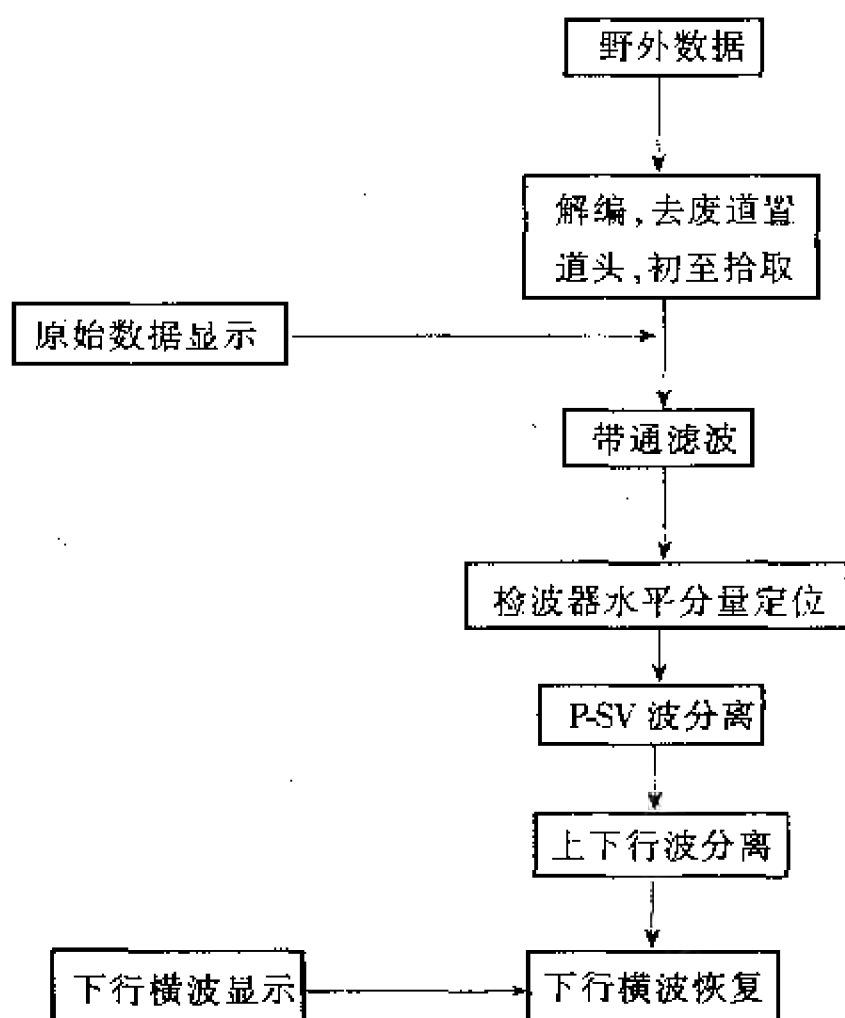 野外数据
解编,去废道置
道头,初至拾取
原始数据显示
带通滤波
检波器水平分量定位
P-SV 波分离
上下行波分离
下行横波显示
下行横波恢复